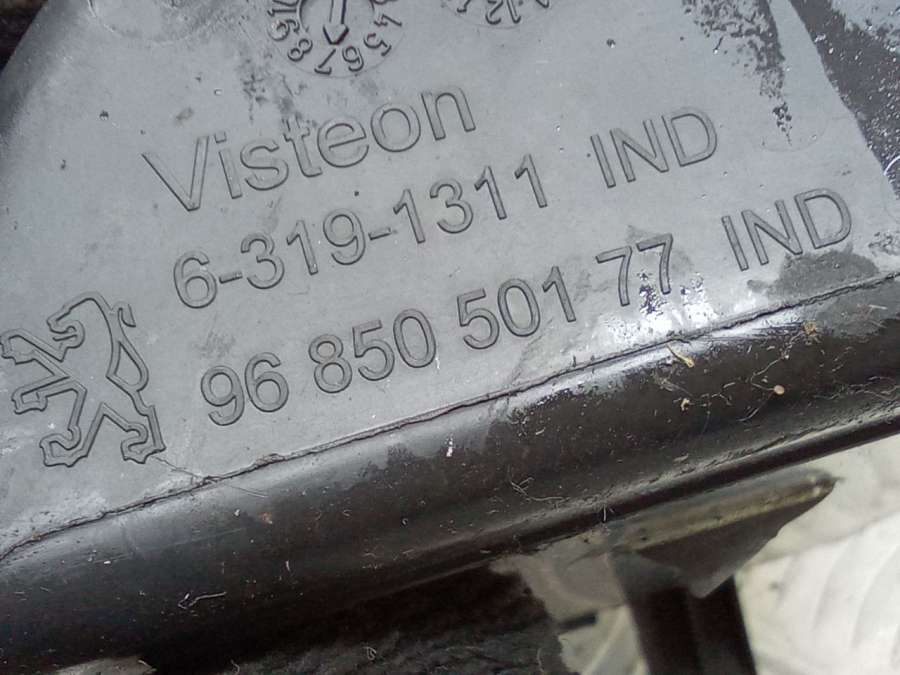 Visteon
6-319-1311 IND
96 850 501 77 IND